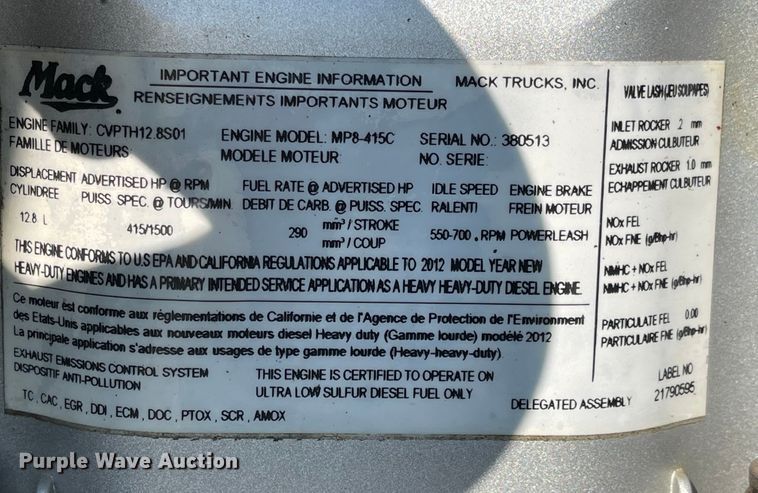 Mack
IMPORTANT ENGINE INFORMATION MACK TRUCKS, INC.
RENSEIGNEMENTS IMPORTANTS MOTEUR
ENGINE FAMILY: CVPTH12.8S01 ENGINE MODEL: MP8-415C SERIAL NO.: 380513
FAMILLE DE MOTEURS MODELE MOTEUR: NO. SERIE:
DISPLACEMENT ADVERTISED HP @ RPM FUEL RATE @ ADVERTISED HP IDLE SPEED ENGINE BRAKE
CYLINDREE PUISS SPEC. @ TOURS/MIN. DEBIT DE CARB. @ PUISS. SPEC. RALENTI FREIN MOTEUR
12.8 L 415/1500 290 mm³ / STROKE 550-700 . RPM POWERLEASH
mm³ / COUP
THIS ENGINE CONFORMS TO U.S EPA AND CALIFORNIA REGULATIONS APPLICABLE TO 2012 MODEL YEAR NEW
HEAVY-DUTY ENGINES AND HAS A PRIMARY INTENDED SERVICE APPLICATION AS A HEAVY HEAVY-DUTY DIESEL ENGINE.
Ce moteur est conforme aux réglementations de Californie et de l'Agence de Protection de l'Environment
des Etats-Unis applicables aux nouveaux moteurs diesel Heavy duty (Gamme lourde) modélé 2012
La principale application s'adresse aux usages de type gamme lourde (Heavy-heavy-duty).
EXHAUST EMISSIONS CONTROL SYSTEM THIS ENGINE IS CERTIFIED TO OPERATE ON
DISPOSITIF ANTI-POLLUTION ULTRA LOW SULFUR DIESEL FUEL ONLY
TC , CAC, EGR , DDI , ECM , DOC , PTOX , SCR , AMOX
DELEGATED ASSEMBLY
VALVE LASH (JEU SOUPAPES)
INLET ROCKER .2 mm
ADMISSION CULBUTEUR
EXHAUST ROCKER 1.0 mm
ECHAPPEMENT CULBUTEUR
NOx FEL
NOx FNE (g/Bhp-hr)
NMHC + NOx FEL
NMHC + NOx FNE (g/Bhp-hr)
PARTICULATE FEL 0.00
PARTICULAIRE FNE (g/Bhp-hr)
LABEL NO
21790595
Purple Wave Auction